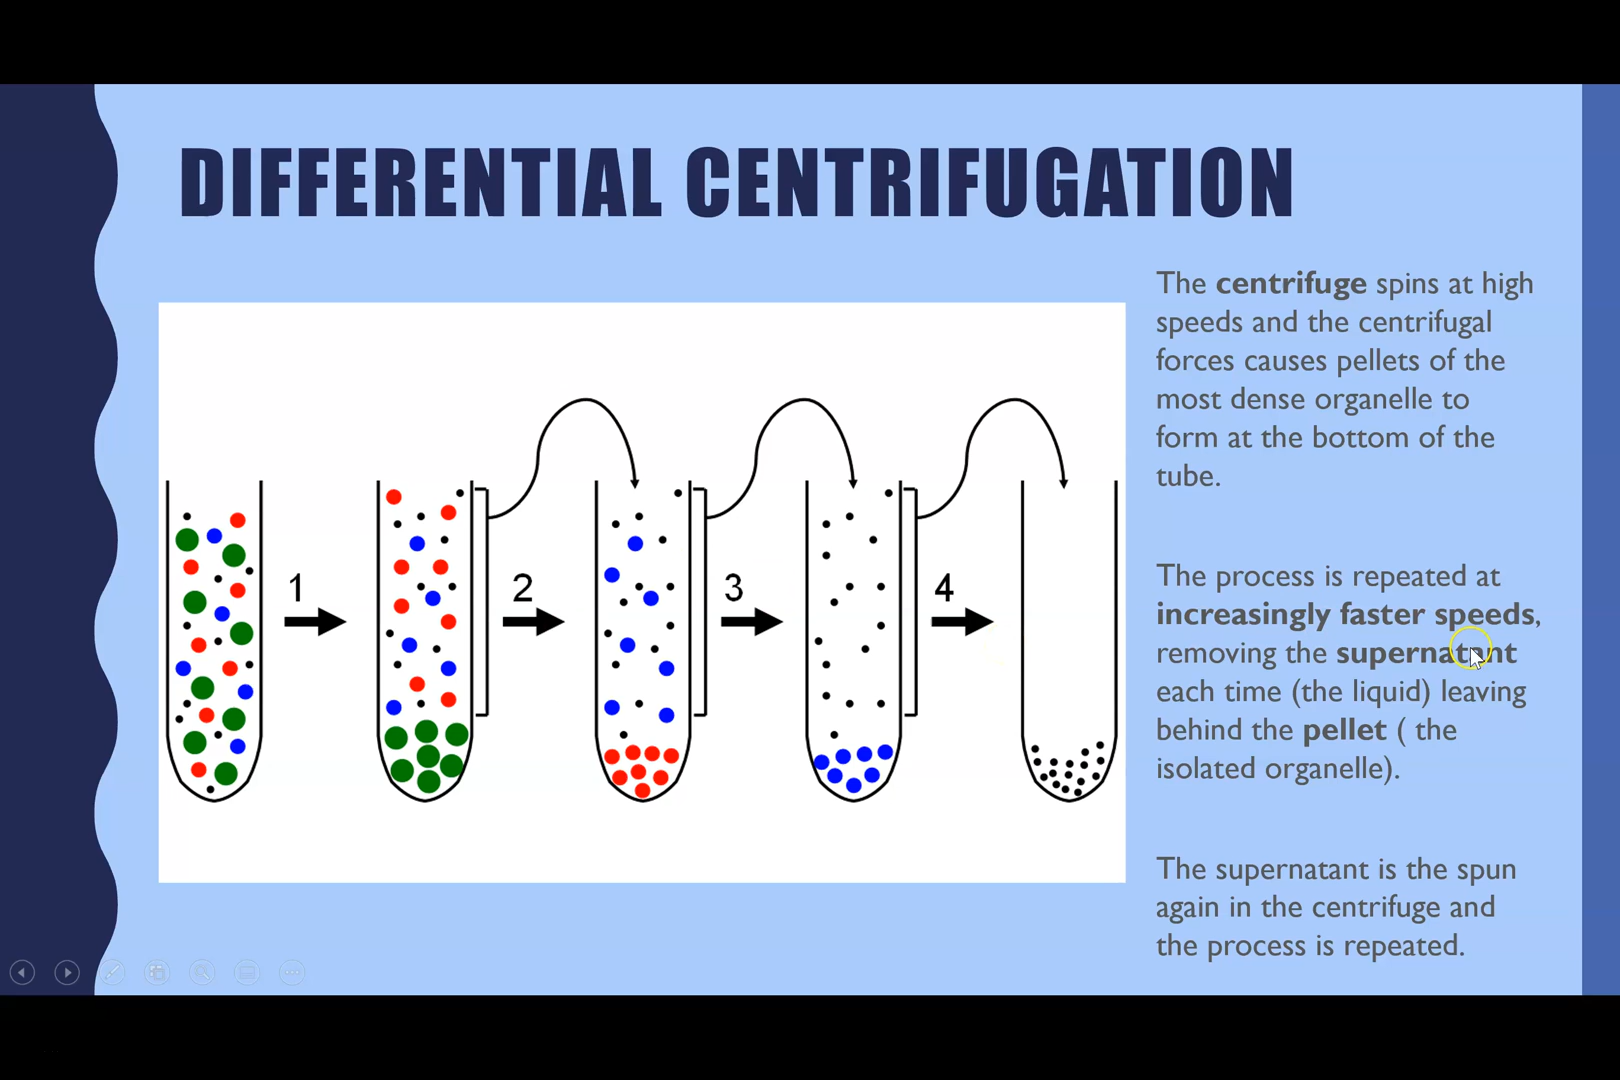 DIFFERENTIAL CENTRIFUGATION
The centrifuge spins at high
speeds and the centrifugal
forces causes pellets of the
most dense organelle to
form at the bottom of the
tube.
1
2
3
4
The process is repeated at
increasingly faster speeds,
removing the supernatant
each time (the liquid) leaving
behind the pellet ( the
isolated organelle).
The supernatant is the spun
again in the centrifuge and
the process is repeated.